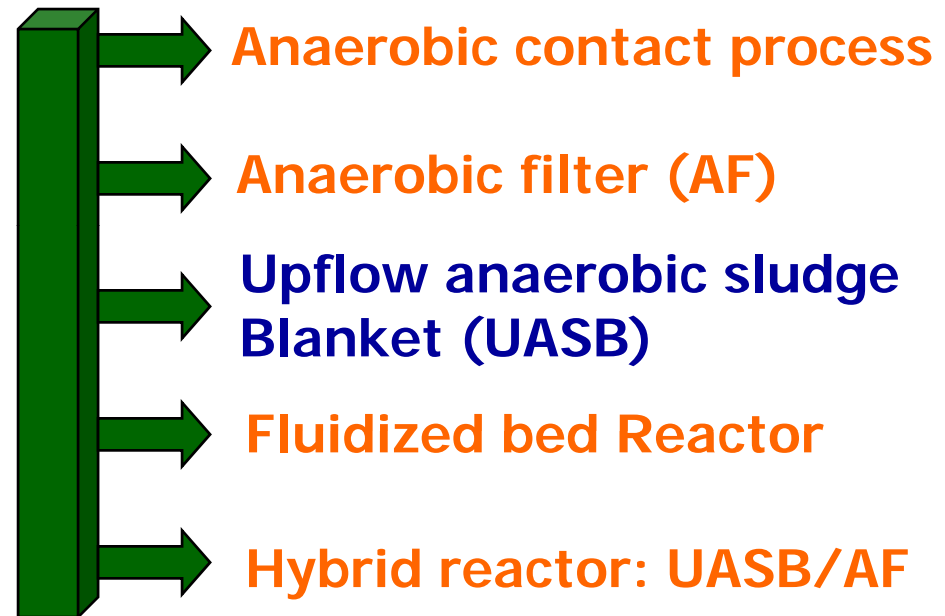 Anaerobic contact process
Anaerobic filter (AF)
Upflow anaerobic sludge
Blanket (UASB)
Fluidized bed Reactor
Hybrid reactor: UASB/AF